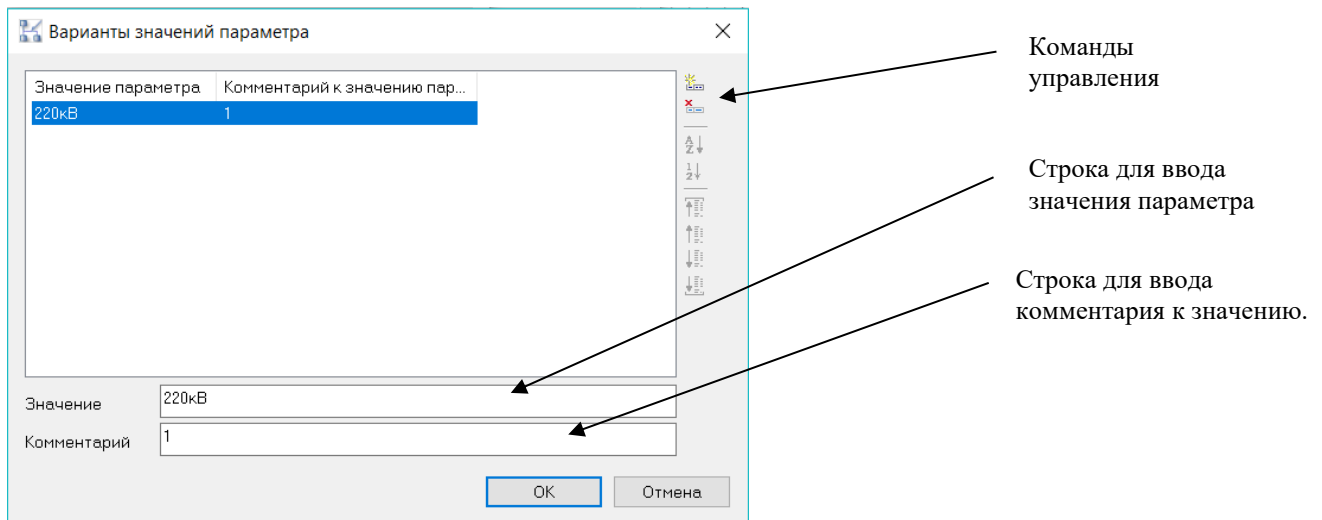 Варианты значений параметра
Команды
управления
Значение параметра Комментарий к значению пар...
220кВ 1
Строка для ввода
значения параметра
Строка для ввода
комментария к значению.
Значение 220кВ
Комментарий 1
OK Отмена